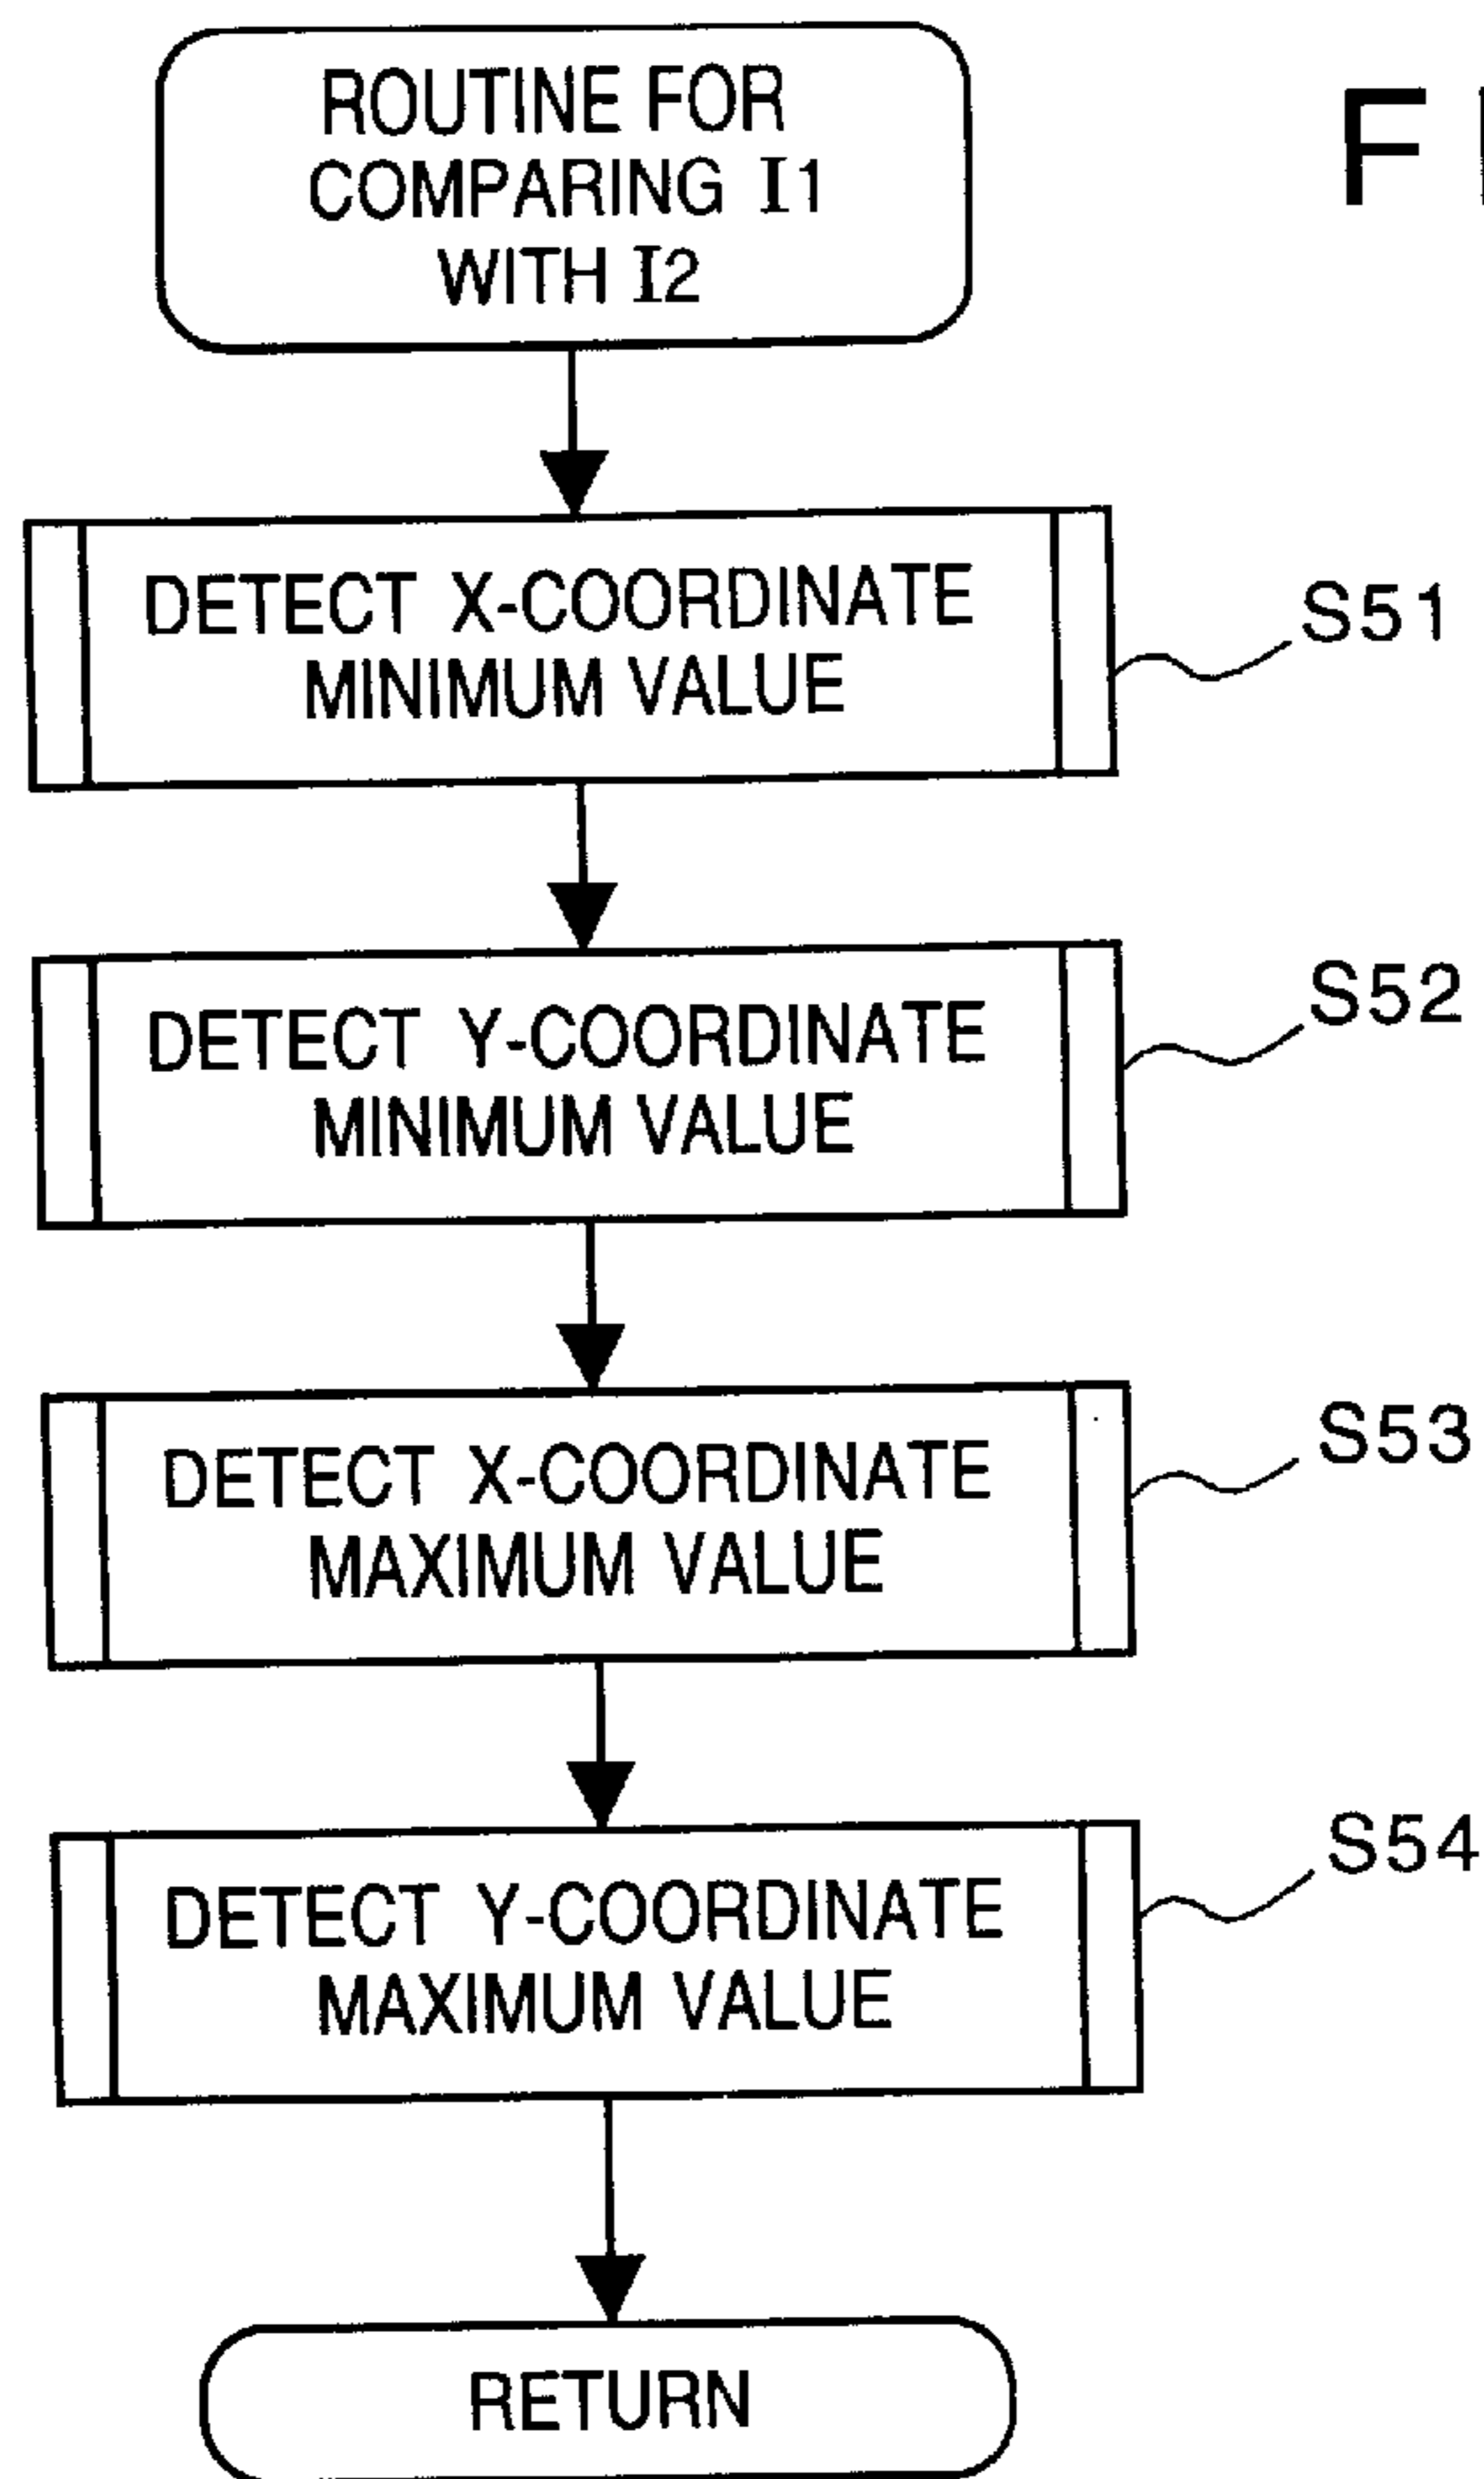 ROUTINE FOR
COMPARING I1
WITH I2
F
DETECT X-COORDINATE
MINIMUM VALUE
S51
DETECT Y-COORDINATE
MINIMUM VALUE
S52
DETECT X-COORDINATE
MAXIMUM VALUE
S53
DETECT Y-COORDINATE
MAXIMUM VALUE
S54
RETURN